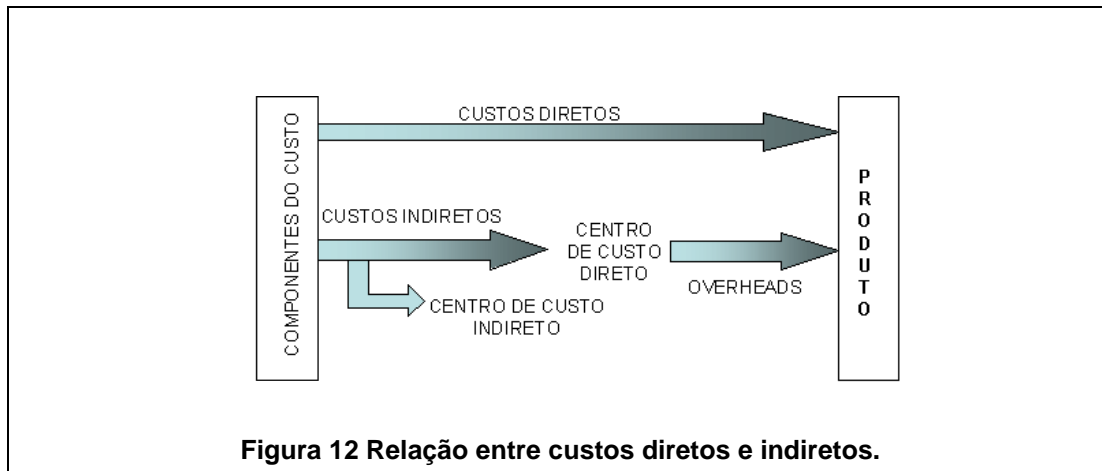 COMPONENTES DO CUSTO
CUSTOS DIRETOS
CUSTOS INDIRETOS
CENTRO DE CUSTO
INDIRETO
CENTRO
DE CUSTO
DIRETO
OVERHEADS
PRODUTO
Figura 12 Relação entre custos diretos e indiretos.